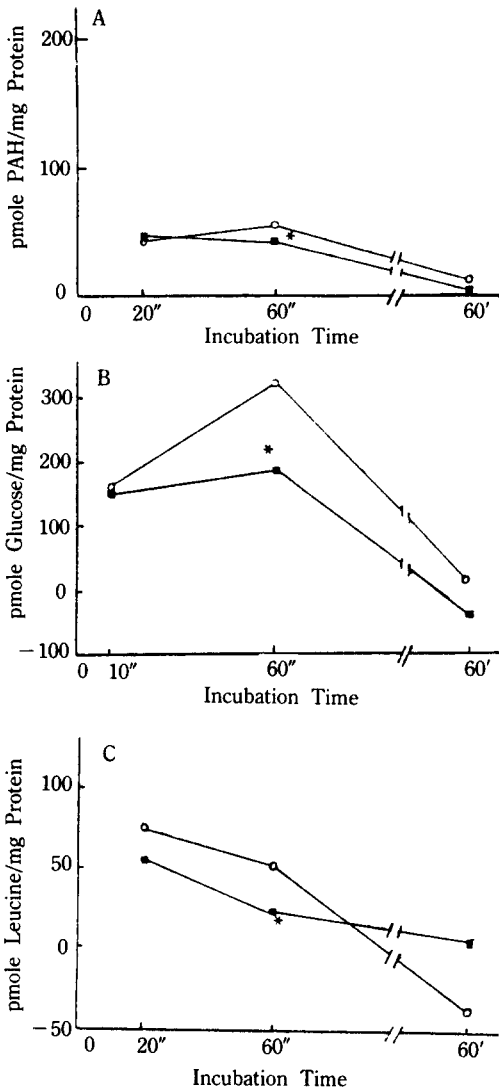 A
pmole PAH/mg Protein
200
100
0
0 20″ 60″ 60′
Incubation Time
B
pmole Glucose/mg Protein
300
200
100
0
−100
0 10″ 60″ 60′
Incubation Time
C
pmole Leucine/mg Protein
100
50
0
−50
0 20″ 60″ 60′
Incubation Time